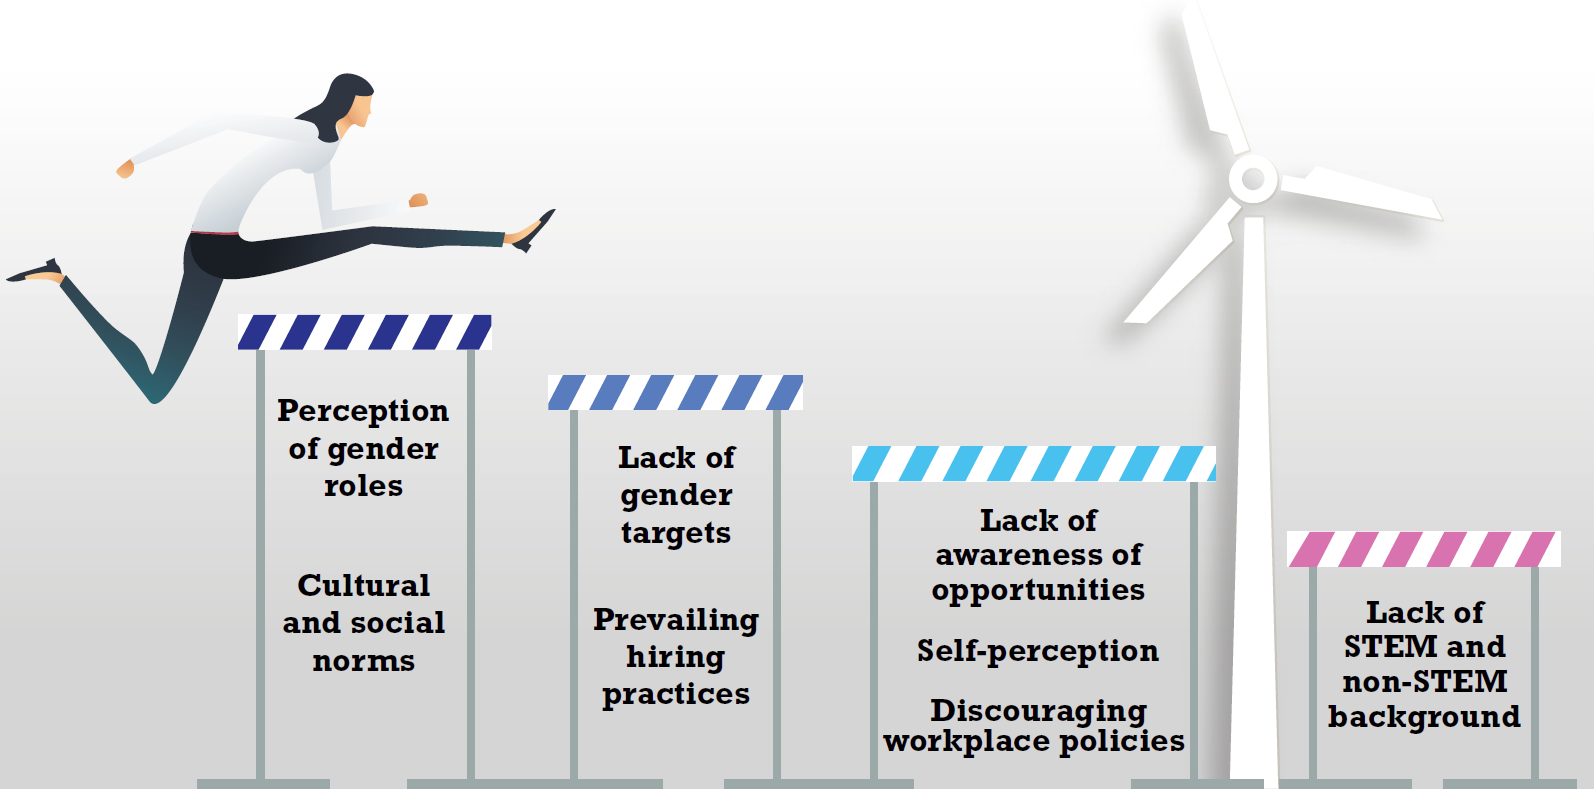 Perception
of gender
roles
Cultural
and social
norms
Lack of
gender
targets
Prevailing
hiring
practices
Lack of
awareness of
opportunities
Self-perception
Discouraging
workplace policies
Lack of
STEM and
non-STEM
background